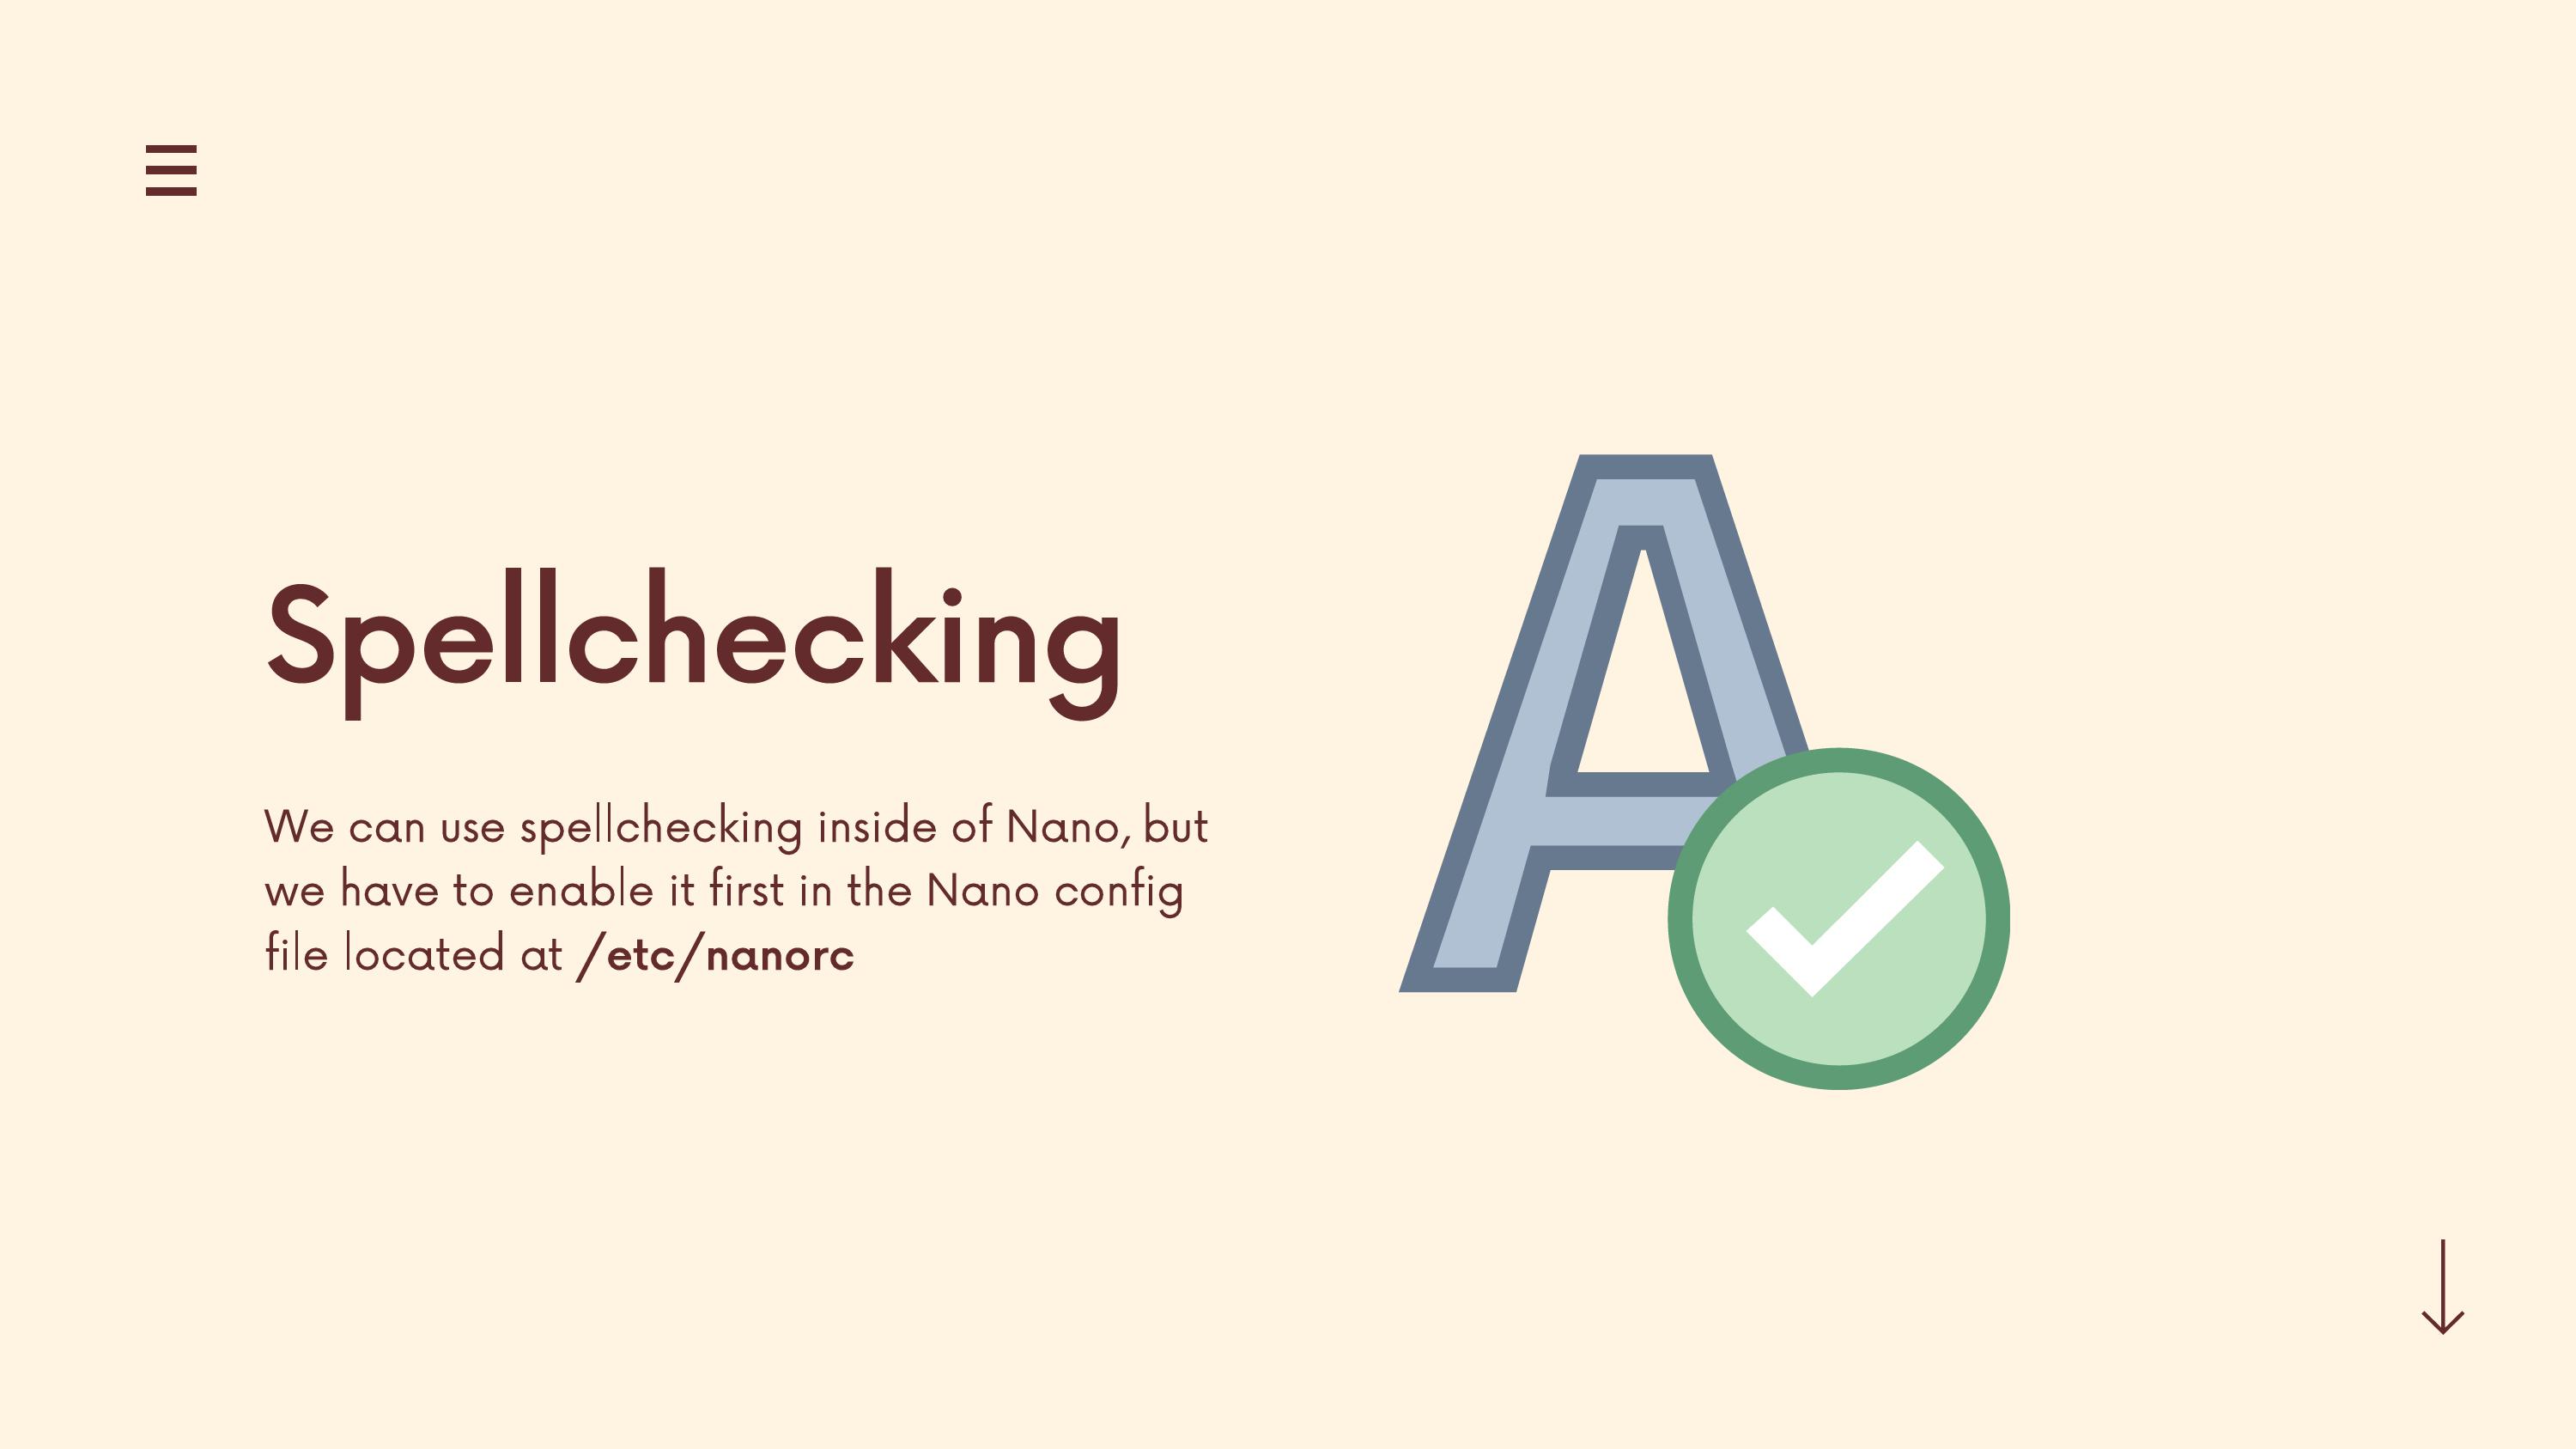 Spellchecking
We can use spellchecking inside of Nano, but
we have to enable it first in the Nano config
file located at /etc/nanorc
A